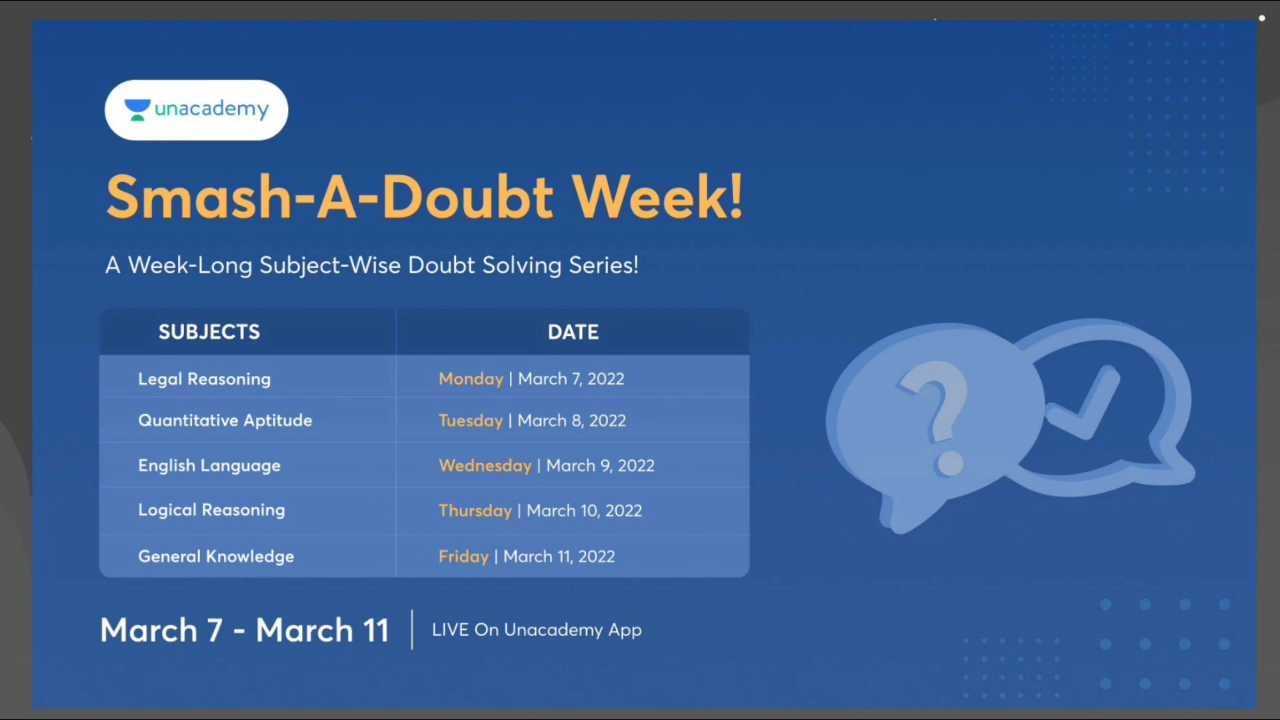 unacademy
Smash-A-Doubt Week!
A Week-Long Subject-Wise Doubt Solving Series!
SUBJECTS DATE
Legal Reasoning Monday | March 7, 2022
Quantitative Aptitude Tuesday | March 8, 2022
English Language Wednesday | March 9, 2022
Logical Reasoning Thursday | March 10, 2022
General Knowledge Friday | March 11, 2022
March 7 - March 11 | LIVE On Unacademy App